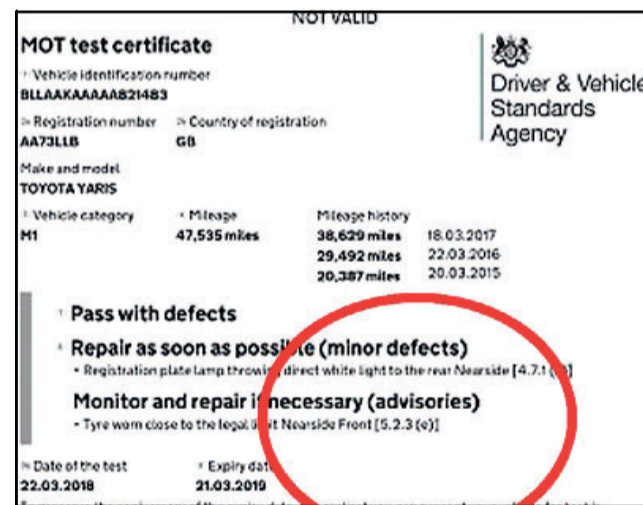 NOT VALID
MOT test certificate
Vehicle identification number
BLLAAKAAAAA821483
Registration number Country of registration
AA73LLB GB
Make and model
TOYOTA YARIS
Vehicle category Mileage Mileage history
M1 47,535 miles 38,629 miles 18.03.2017
29,492 miles 22.03.2016
20,387 miles 20.03.2015
Driver & Vehicle
Standards
Agency
Pass with defects
Repair as soon as possible (minor defects)
• Registration plate lamp throwing direct white light to the rear Nearside [4.7.1
Monitor and repair if necessary (advisories)
• Tyre worn close to the legal limit Nearside Front [5.2.3 (e)]
Date of the test Expiry date
22.03.2018 21.03.2019